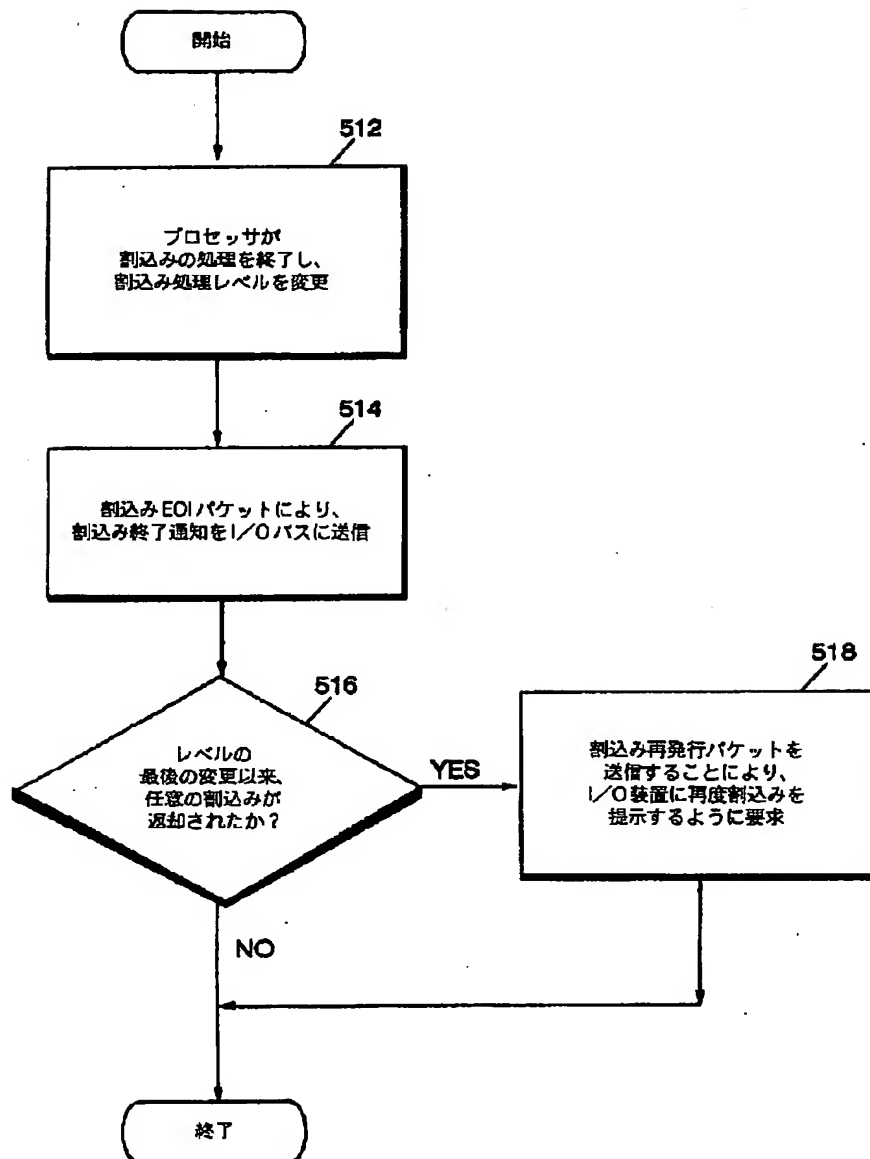 開始
512
プロセッサが
割込みの処理を終了し、
割込み処理レベルを変更
514
割込みEOIパケットにより、
割込み終了通知をI/Oバスに送信
516
レベルの
最後の変更以来、
任意の割込みが
返却されたか?
YES
518
割込み再発行パケットを
送信することにより、
I/O装置に再度割込みを
提示するように要求
NO
終了